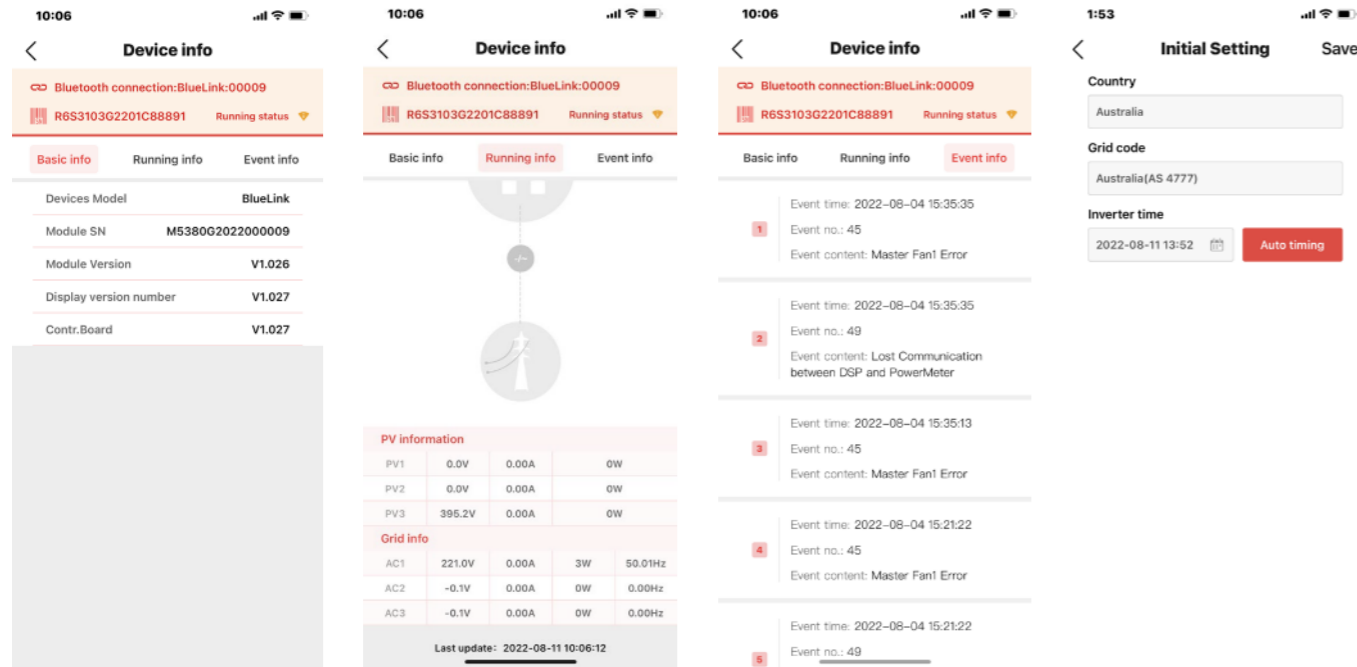 10:06
Device info
Bluetooth connection:BlueLink:00009
R6S3103G2201C88891 Running status
Basic info Running info Event info
Devices Model BlueLink
Module SN M5380G2022000009
Module Version V1.026
Display version number V1.027
Contr.Board V1.027
10:06
Device info
Bluetooth connection:BlueLink:00009
R6S3103G2201C88891 Running status
Basic info Running info Event info
-/-
PV information
PV1 0.0V 0.00A 0W
PV2 0.0V 0.00A 0W
PV3 395.2V 0.00A 0W
Grid info
AC1 221.0V 0.00A 3W 50.01Hz
AC2 -0.1V 0.00A 0W 0.00Hz
AC3 -0.1V 0.00A 0W 0.00Hz
Last update: 2022-08-11 10:06:12
10:06
Device info
Bluetooth connection:BlueLink:00009
R6S3103G2201C88891 Running status
Basic info Running info Event info
Event time: 2022-08-04 15:35:35
1 Event no.: 45
Event content: Master Fan1 Error
Event time: 2022-08-04 15:35:35
2 Event no.: 49
Event content: Lost Communication
between DSP and PowerMeter
Event time: 2022-08-04 15:35:13
3 Event no.: 45
Event content: Master Fan1 Error
Event time: 2022-08-04 15:21:22
4 Event no.: 45
Event content: Master Fan1 Error
Event time: 2022-08-04 15:21:22
5 Event no.: 49
1:53
Initial Setting Save
Country
Australia
Grid code
Australia(AS 4777)
Inverter time
2022-08-11 13:52 Auto timing